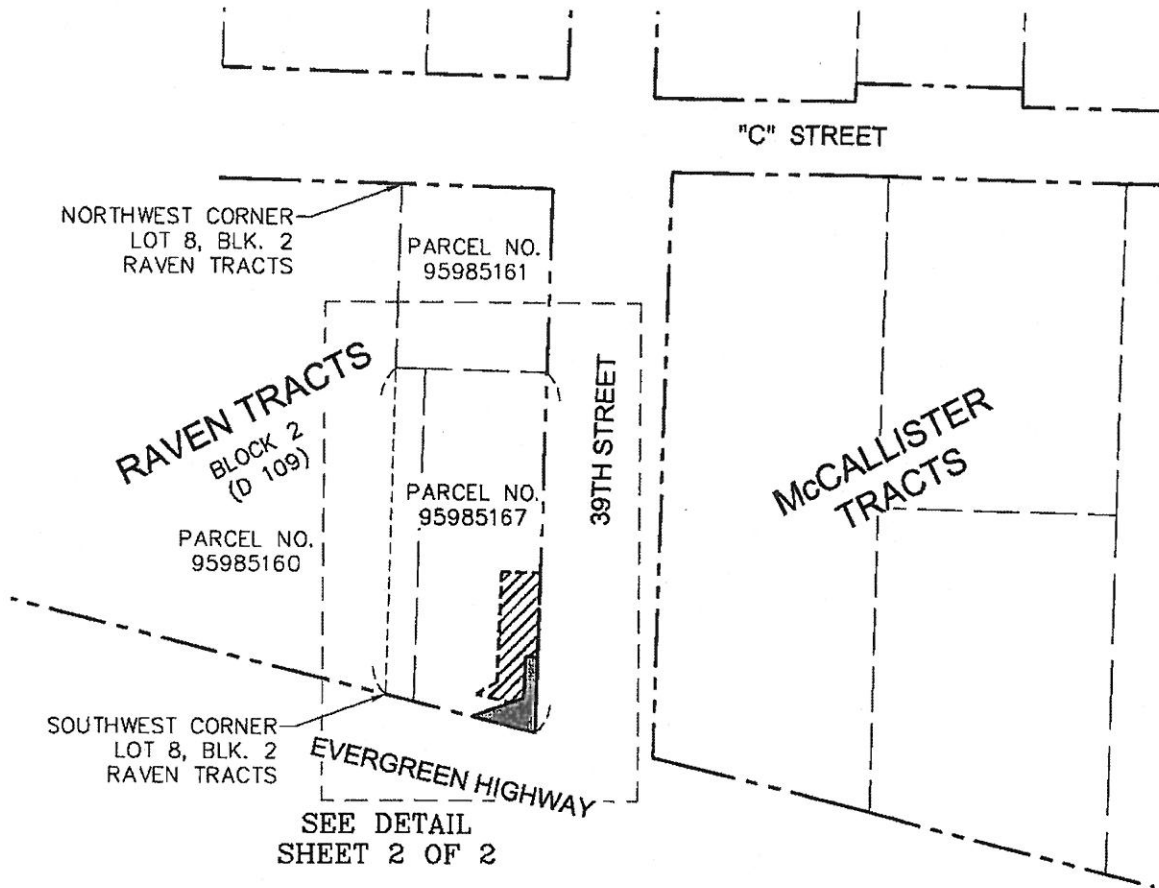 "C" STREET
NORTHWEST CORNER
LOT 8, BLK. 2
RAVEN TRACTS
PARCEL NO.
95985161
RAVEN TRACTS
BLOCK 2
(D 109)
39TH STREET
McCALLISTER
TRACTS
PARCEL NO.
95985167
PARCEL NO.
95985160
SOUTHWEST CORNER
LOT 8, BLK. 2
RAVEN TRACTS
EVERGREEN HIGHWAY
SEE DETAIL
SHEET 2 OF 2